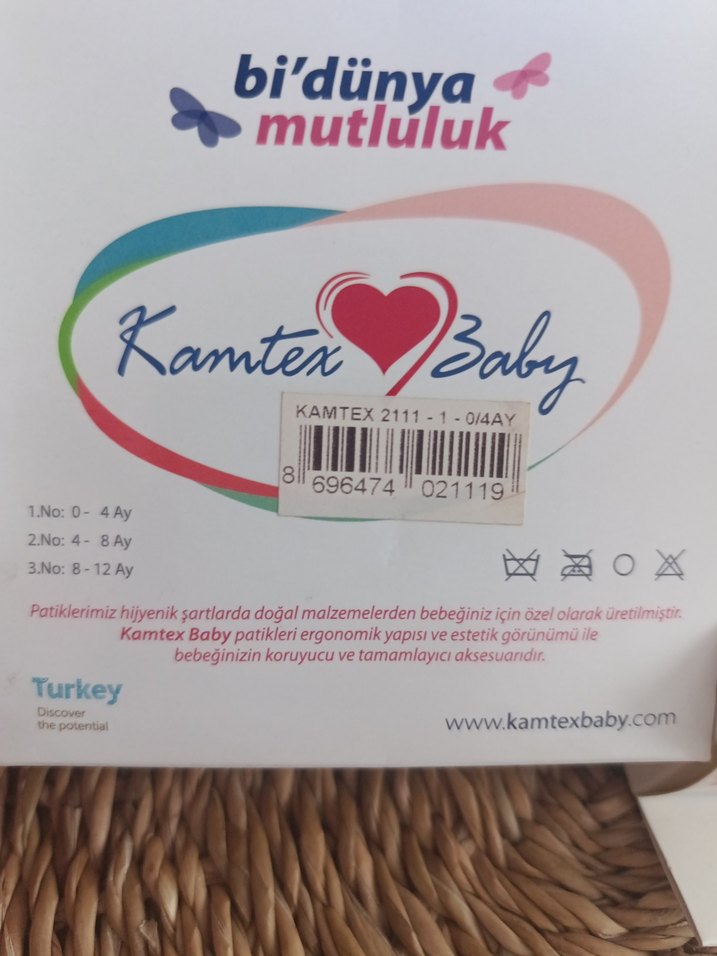 bi'dünya
mutluluk
Kamtex Baby
KAMTEX 2111 - 1 - 0/4AY
8 696474 021119
1.No: 0 - 4 Ay
2.No: 4 - 8 Ay
3.No: 8 - 12 Ay
Patiklerimiz hijyenik şartlarda doğal malzemelerden bebeğiniz için özel olarak üretilmiştir.
Kamtex Baby patikleri ergonomik yapısı ve estetik görünümü ile
bebeğinizin koruyucu ve tamamlayıcı aksesuarıdır.
Turkey
Discover
the potential
www.kamtexbaby.com